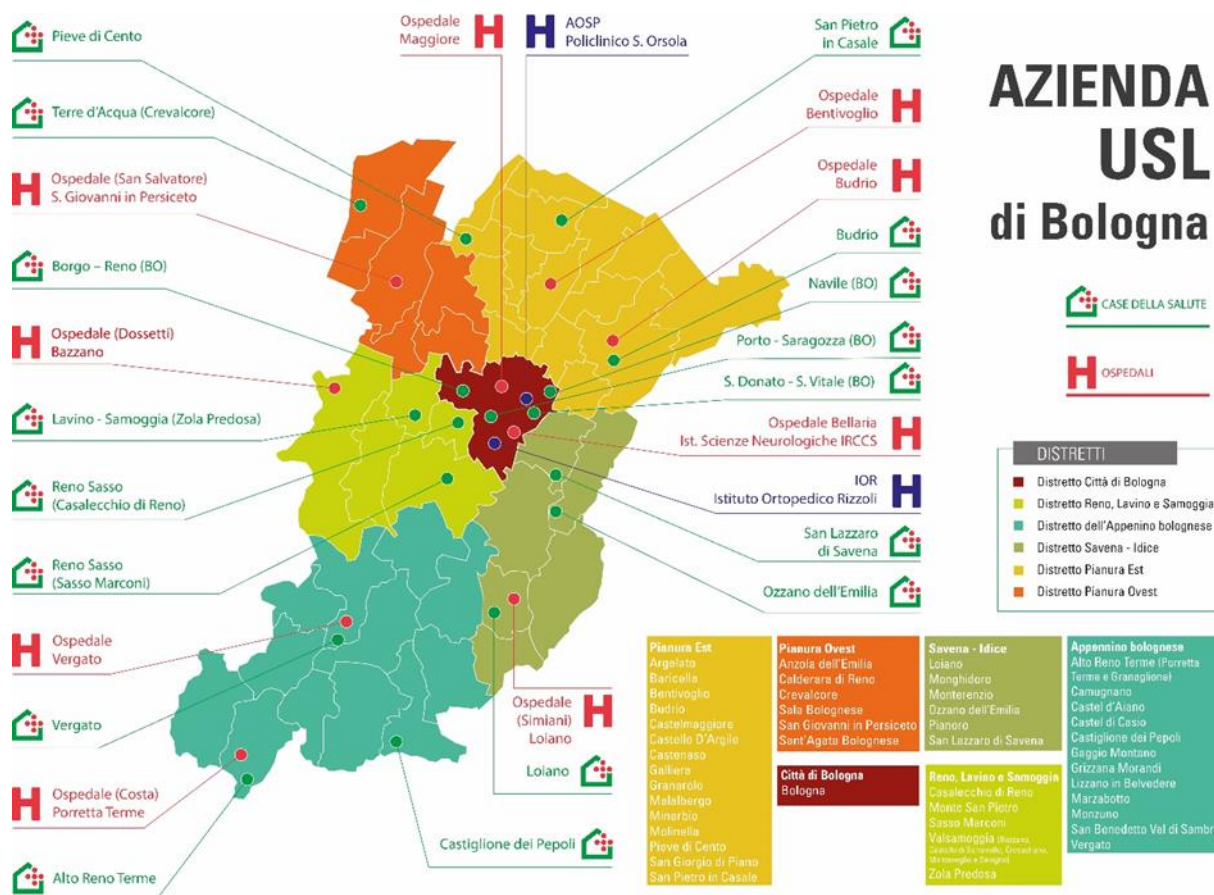 Pieve di Cento
Terre d'Acqua (Crevalcore)
Ospedale (San Salvatore)
S. Giovanni in Persiceto
Borgo – Reno (BO)
Ospedale (Dossetti)
Bazzano
Lavino - Samoggia (Zola Predosa)
Reno Sasso
(Casalecchio di Reno)
Reno Sasso
(Sasso Marconi)
Ospedale
Vergato
Vergato
Ospedale (Costa)
Porretta Terme
Alto Reno Terme
Ospedale
Maggiore
H
AOSP
Policlinico S. Orsola
San Pietro
in Casale
Ospedale
Bentivoglio
Ospedale
Budrio
Budrio
Navile (BO)
Porto - Saragozza (BO)
S. Donato - S. Vitale (BO)
Ospedale Bellaria
Ist. Scienze Neurologiche IRCCS
IOR
Istituto Ortopedico Rizzoli
San Lazzaro
di Savena
Ozzano dell'Emilia
Ospedale
(Simiani)
Loiano
Loiano
Castiglione dei Pepoli
AZIENDA
USL
di Bologna
CASE DELLA SALUTE
H OSPEDALI
DISTRETTI
Distretto Città di Bologna
Distretto Reno, Lavino e Samoggia
Distretto dell'Appenino bolognese
Distretto Savena - Idice
Distretto Pianura Est
Distretto Pianura Ovest
Pianura Est
Argelato
Baricella
Bentivoglio
Budrio
Castelmaggiore
Castello D'Argile
Castenaso
Galliera
Granarolo
Malalbergo
Minerbio
Molinella
Pieve di Cento
San Giorgio di Piano
San Pietro in Casale
Pianura Ovest
Anzola dell'Emilia
Calderara di Reno
Crevalcore
Sala Bolognese
San Giovanni in Persiceto
Sant'Agata Bolognese
Città di Bologna
Bologna
Savena - Idice
Loiano
Monghidoro
Monterenzio
Ozzano dell'Emilia
Pianoro
San Lazzaro di Savena
Reno, Lavino e Samoggia
Casalecchio di Reno
Monte San Pietro
Sasso Marconi
Valsamoggia
Zola Predosa
Appennino bolognese
Alto Reno Terme (Porretta
Terme e Granaglione)
Camugnano
Castel d'Aiano
Castel di Casio
Castiglione dei Pepoli
Gaggio Montano
Grizzana Morandi
Lizzano in Belvedere
Marzabotto
Monzuno
San Benedetto Val di Sambr
Vergato